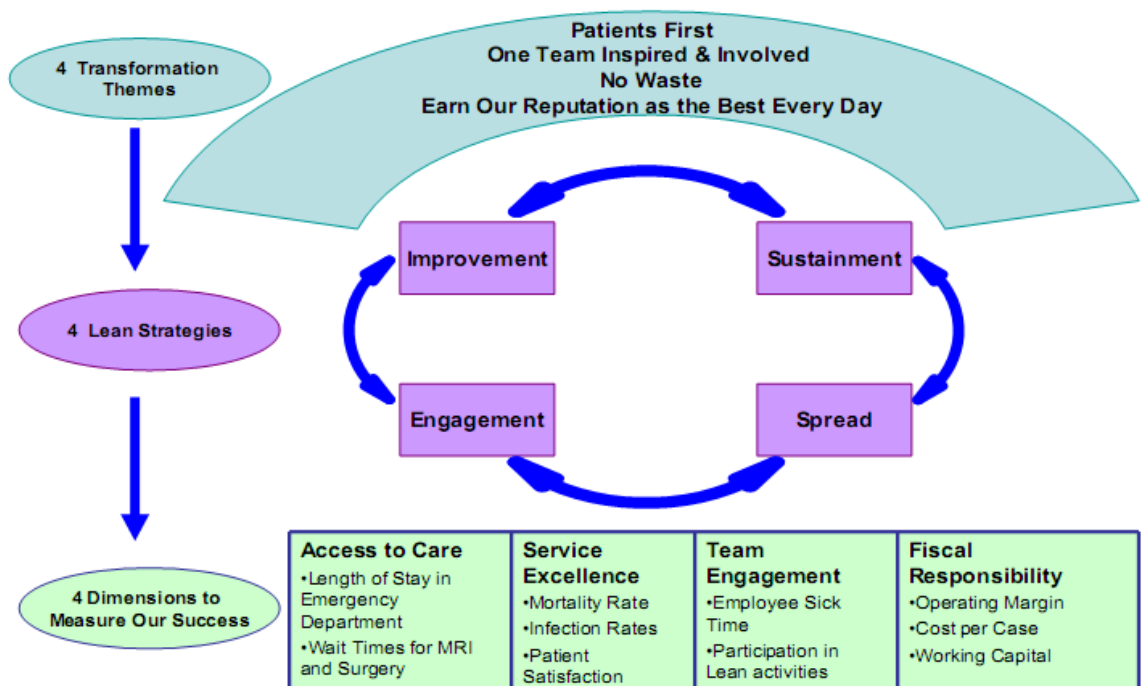 Patients First
One Team Inspired & Involved
No Waste
Earn Our Reputation as the Best Every Day
4 Transformation
Themes
Improvement
Sustainment
4 Lean Strategies
Engagement
Spread
4 Dimensions to
Measure Our Success
Access to Care
•Length of Stay in
Emergency
Department
•Wait Times for MRI
and Surgery
Service
Excellence
•Mortality Rate
•Infection Rates
•Patient
Satisfaction
Team
Engagement
•Employee Sick
Time
•Participation in
Lean activities
Fiscal
Responsibility
•Operating Margin
•Cost per Case
•Working Capital